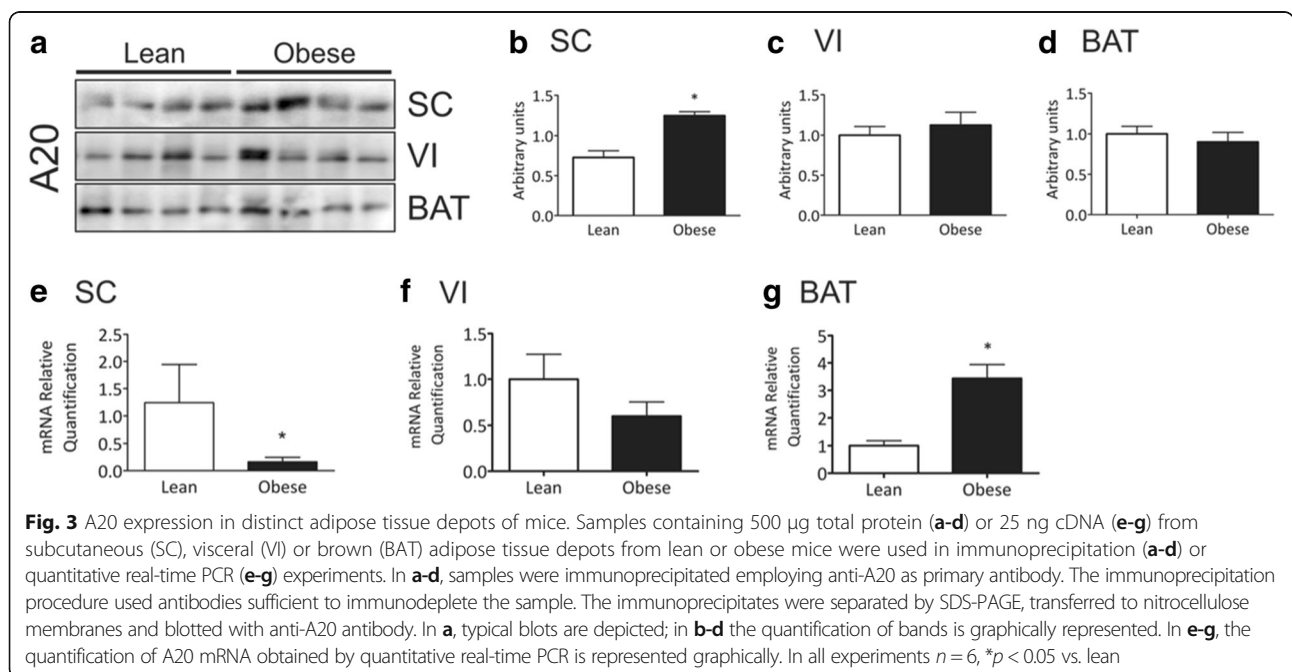 a Lean Obese
A20
SC
VI
BAT
b SC
Arbitrary units
1.5
1.0
0.5
0.0
*
Lean Obese
c VI
Arbitrary units
1.5
1.0
0.5
0.0
Lean Obese
d BAT
Arbitrary units
1.5
1.0
0.5
0.0
Lean Obese
e SC
mRNA Relative
Quantification
2.5
2.0
1.5
1.0
0.5
0.0
*
Lean Obese
f VI
mRNA Relative
Quantification
1.5
1.0
0.5
0.0
Lean Obese
g BAT
mRNA Relative
Quantification
5
4
3
2
1
0
*
Lean Obese
Fig. 3 A20 expression in distinct adipose tissue depots of mice. Samples containing 500 μg total protein (a-d) or 25 ng cDNA (e-g) from
subcutaneous (SC), visceral (VI) or brown (BAT) adipose tissue depots from lean or obese mice were used in immunoprecipitation (a-d) or
quantitative real-time PCR (e-g) experiments. In a-d, samples were immunoprecipitated employing anti-A20 as primary antibody. The immunoprecipitation
procedure used antibodies sufficient to immunodeplete the sample. The immunoprecipitates were separated by SDS-PAGE, transferred to nitrocellulose
membranes and blotted with anti-A20 antibody. In a, typical blots are depicted; in b-d the quantification of bands is graphically represented. In e-g, the
quantification of A20 mRNA obtained by quantitative real-time PCR is represented graphically. In all experiments n = 6, *p < 0.05 vs. lean